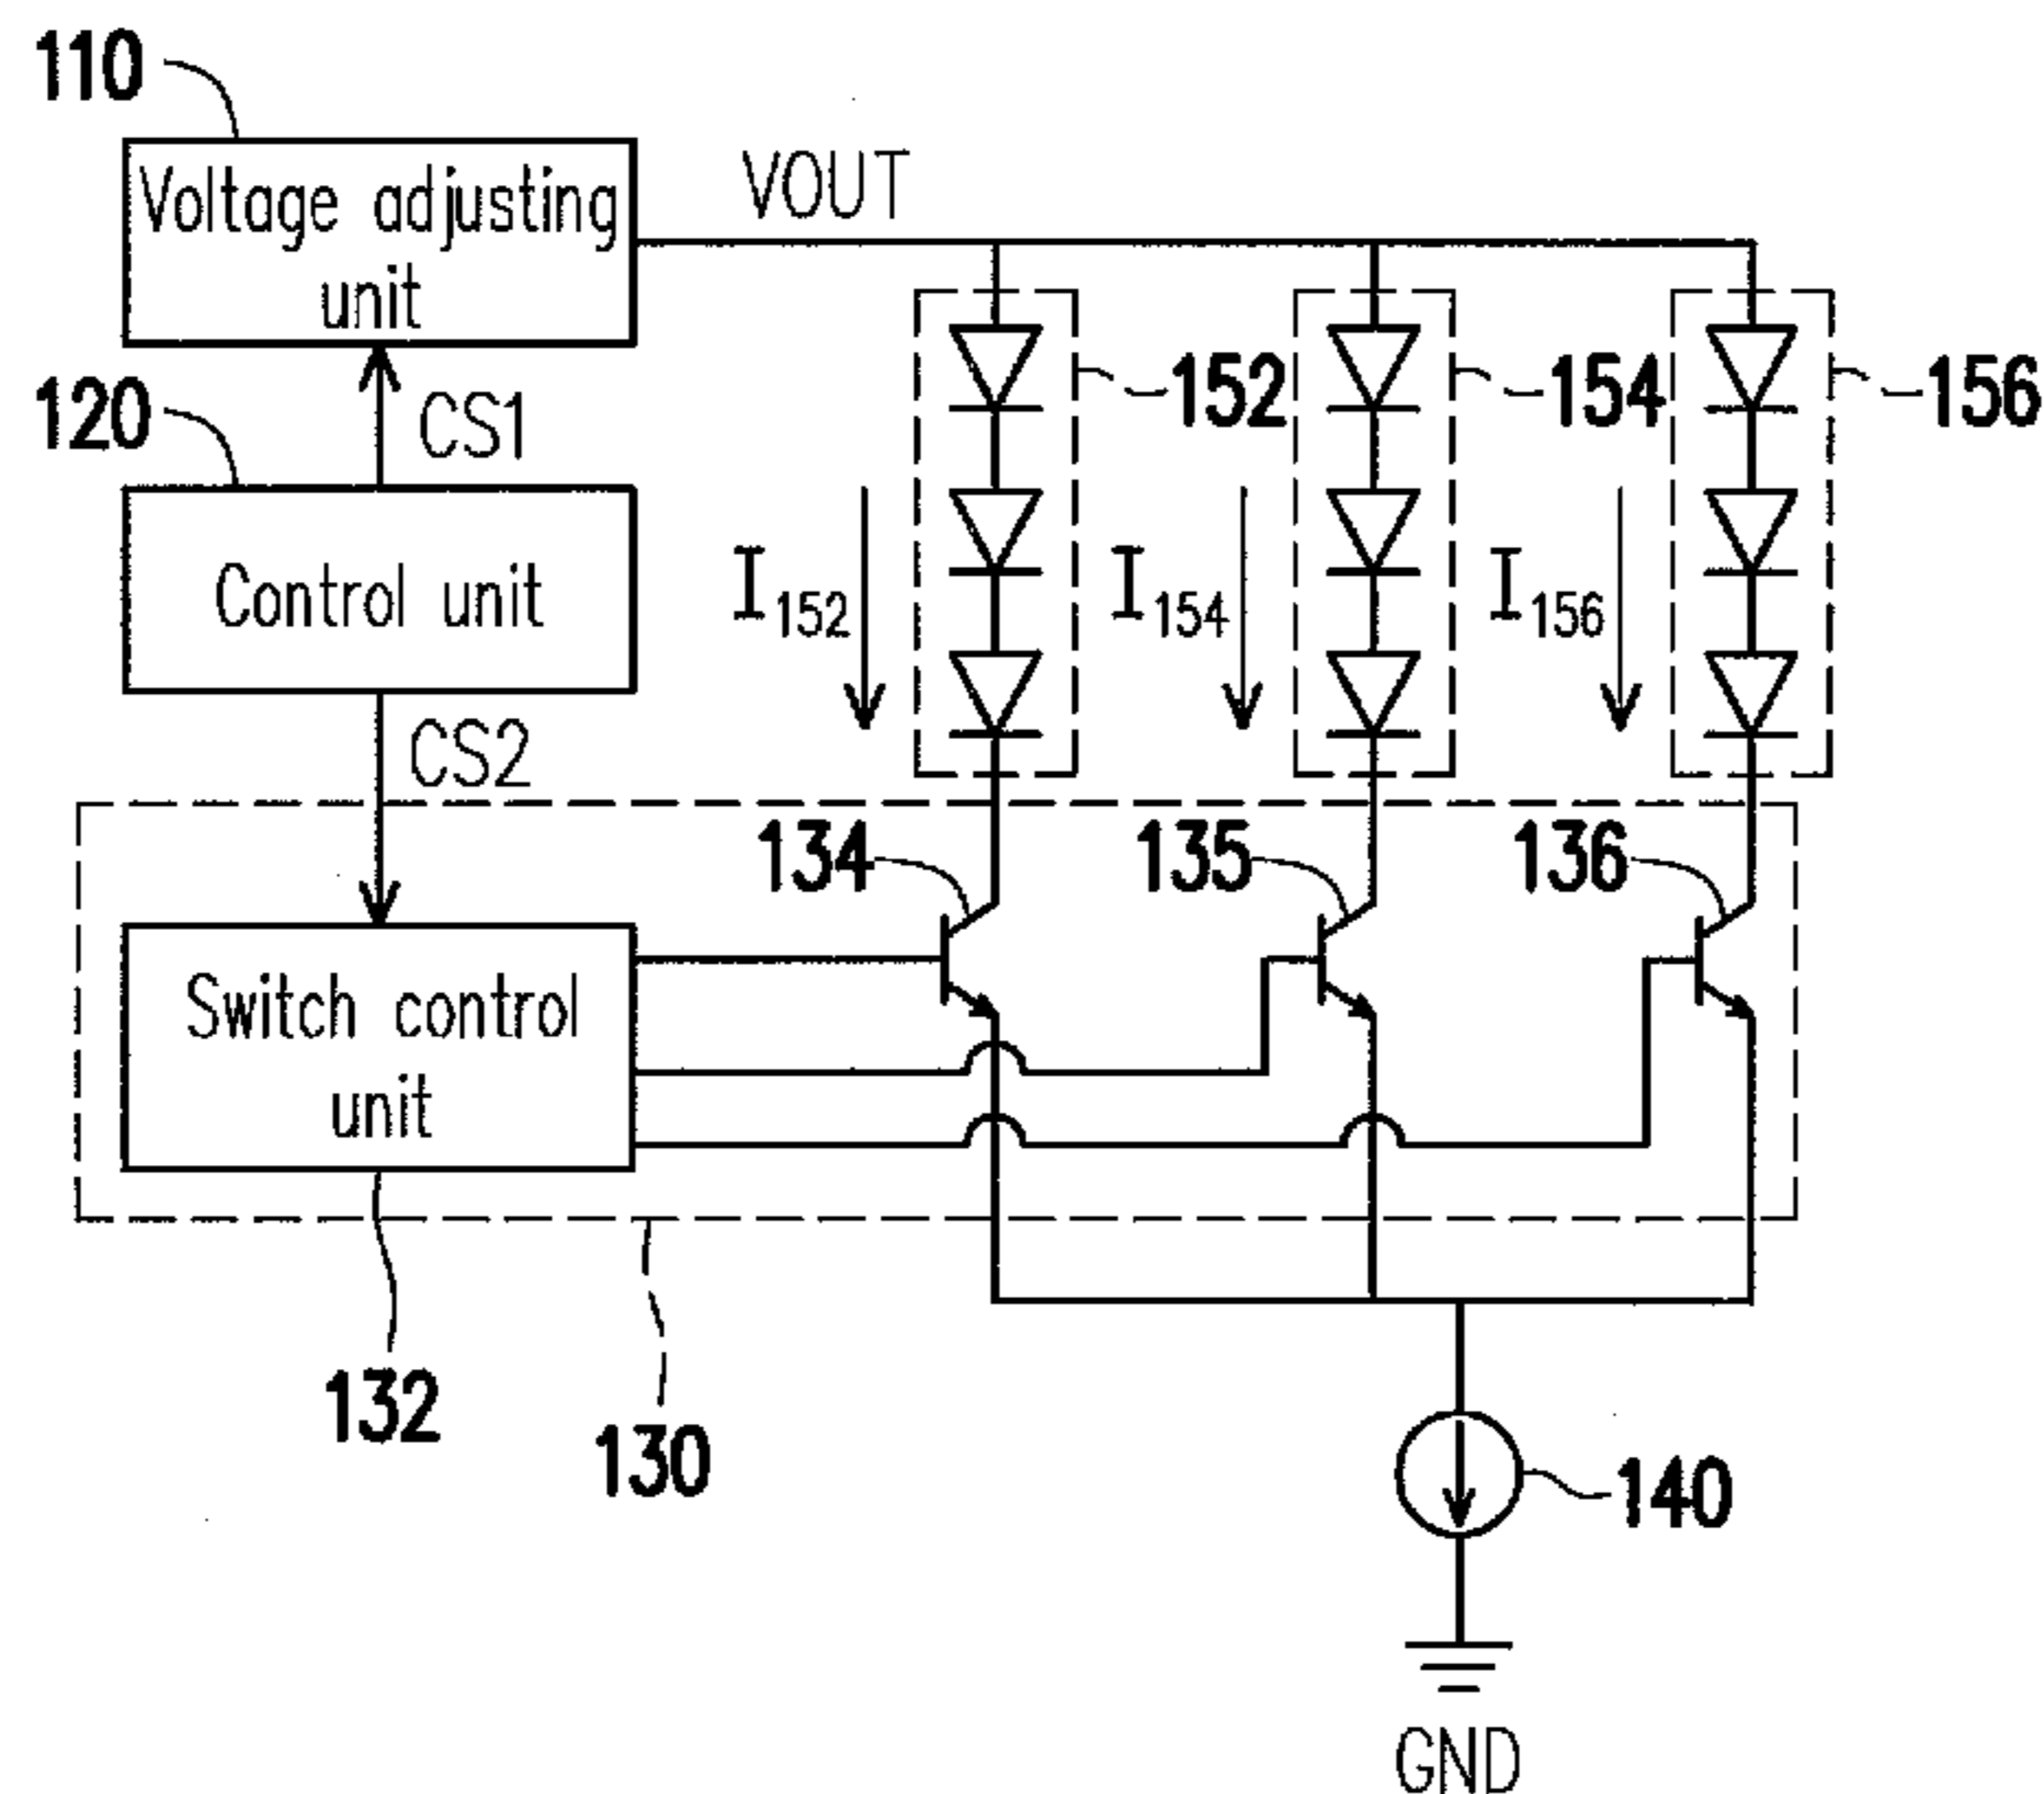 110
Voltage adjusting
unit
VOUT
120
CS1
152
154
156
Control unit
I152
I154
I156
CS2
134
135
136
Switch control
unit
132
130
140
GND